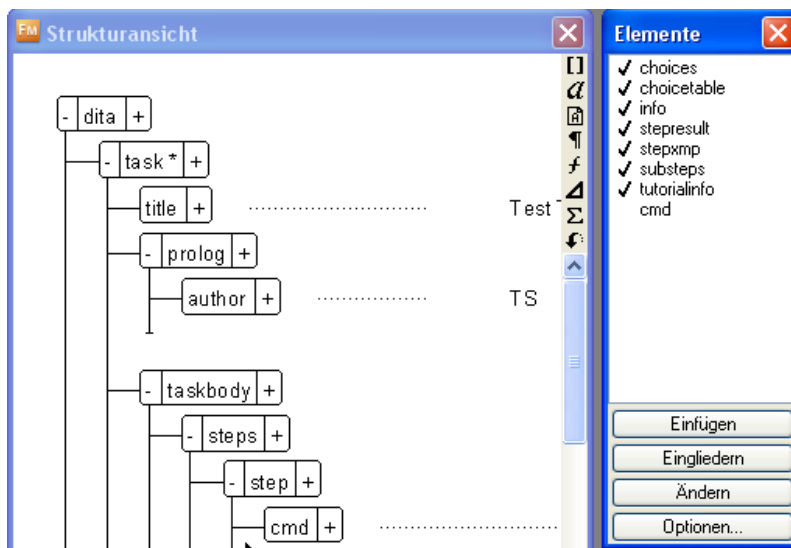 FM Strukturansicht
- dita +
- task * +
title +
Test T
- prolog +
author +
TS
- taskbody +
- steps +
- step +
cmd +
Elemente
✓ choices
✓ choicetable
✓ info
✓ stepresult
✓ stepxmp
✓ substeps
✓ tutorialinfo
cmd
Einfügen
Eingliedern
Ändern
Optionen...